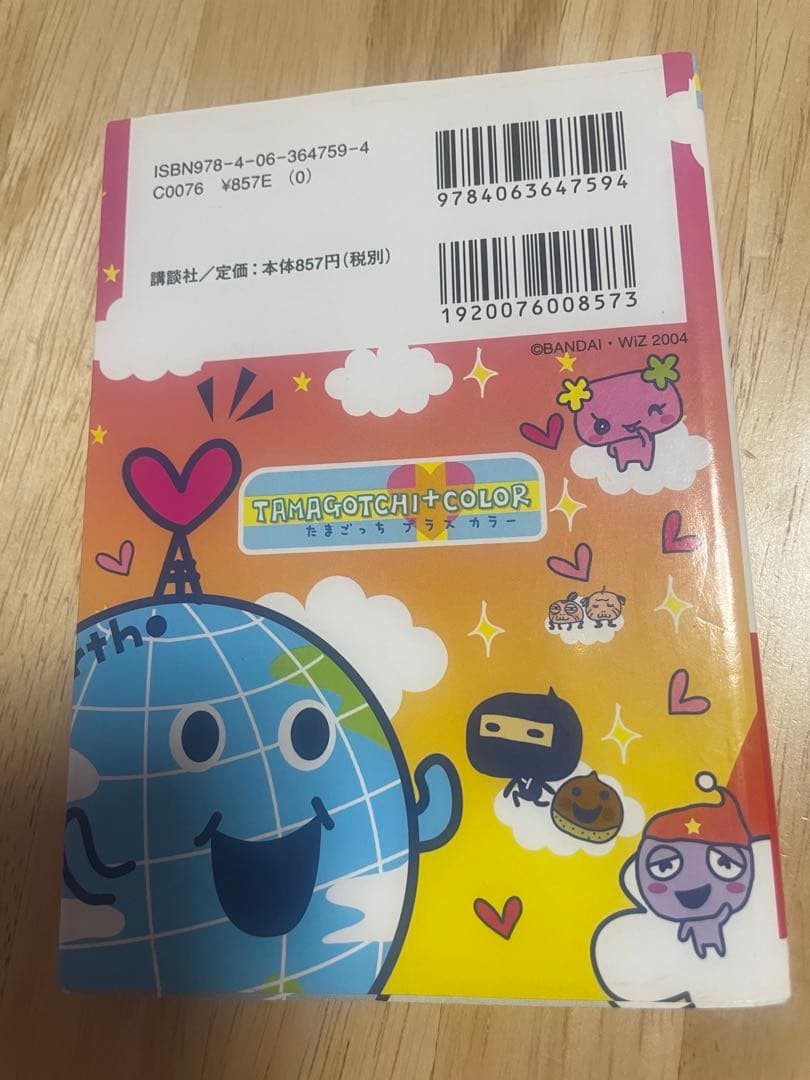 ISBN978-4-06-364759-4
C0076 ¥857E (0)
9784063647594
講談社／定価：本体857円（税別）
1920076008573
©BANDAI・WiZ 2004
TAMAGOTCHI+COLOR
たまごっち プラス カラー
rth